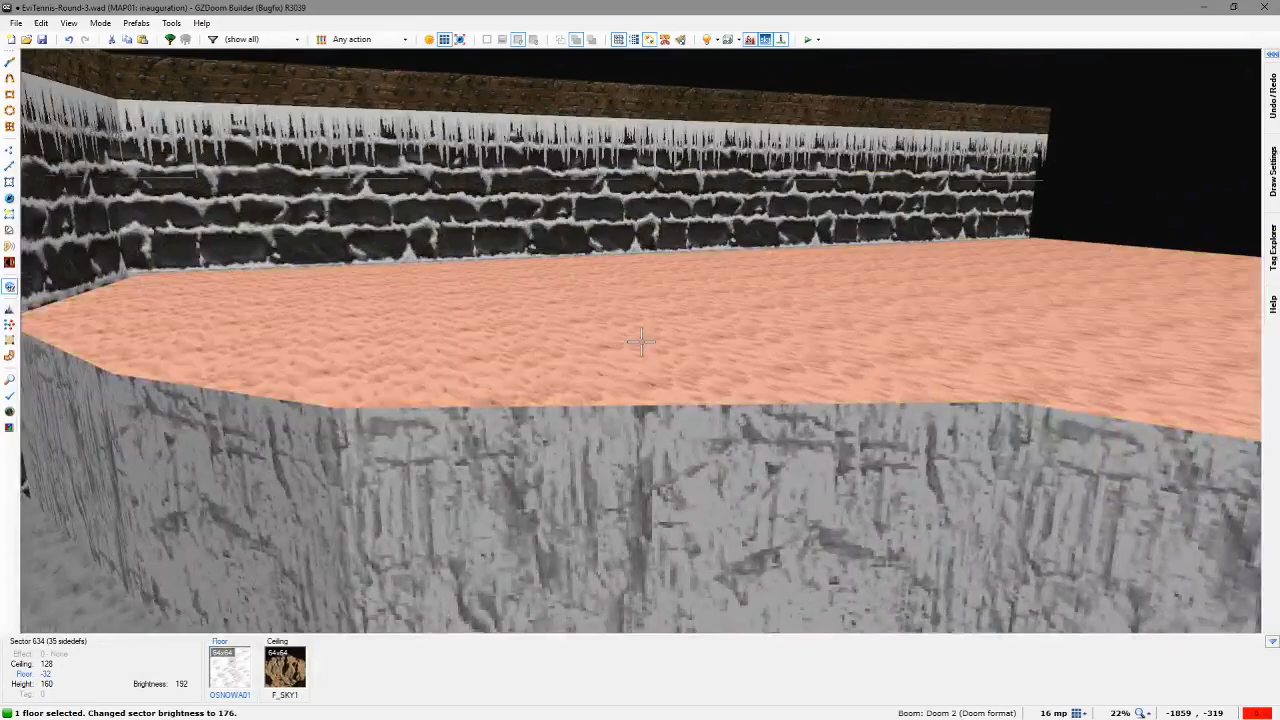 EviTennis-Round-3.wad (MAP01: inauguration) - GZDoom Builder (Bugfix) R3039
File Edit View Mode Prefabs Tools Help
(show all) Any action
Undo/Redo
Draw Settings
Tag Explorer
Help
Sector 634 (35 sidedefs)
Effect: 0 - None
Ceiling: 128
Floor: -32
Height: 160 Brightness: 192
Tag: 0
Floor Ceiling
64x64 64x64
OSNOWA01 F_SKY1
1 floor selected. Changed sector brightness to 176.
Boom: Doom 2 (Doom format) 16 mp 22% -1859 , -319